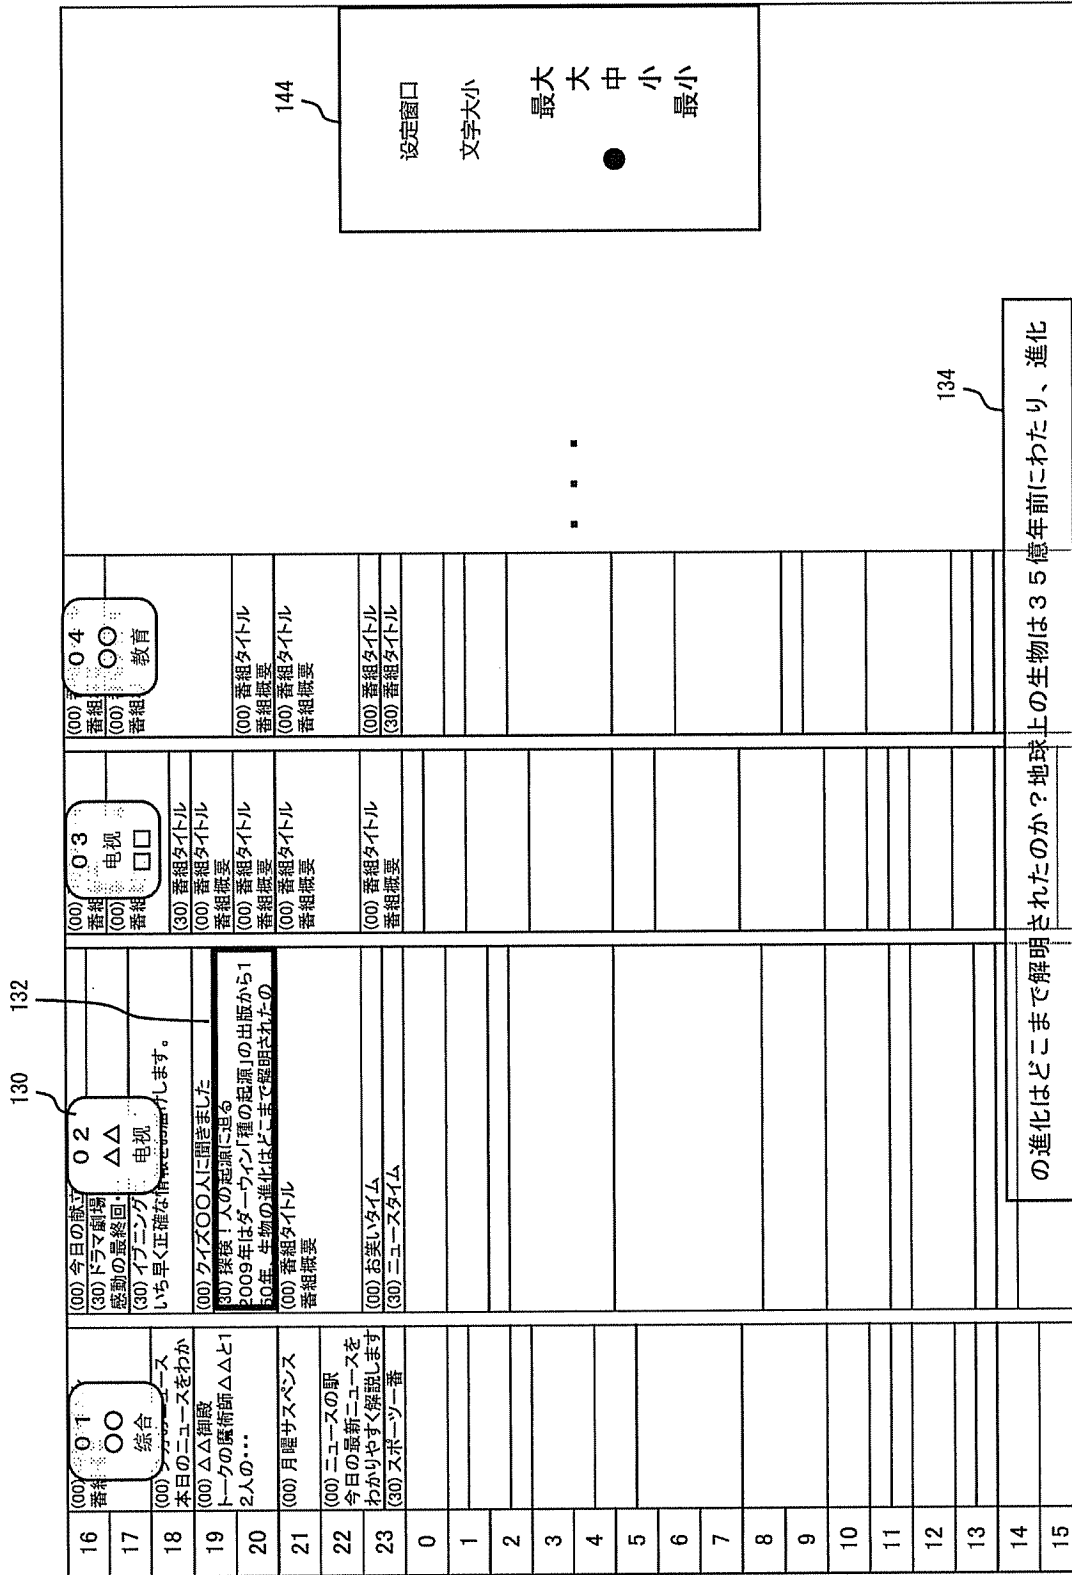 130
132
134
144
16
17
18
19
20
21
22
23
0
1
2
3
4
5
6
7
8
9
10
11
12
13
14
15
01
〇〇
综合
(00)
番組
(00)
本日のニュースをわか
(00) △△御殿
トークの魔術師△△と1
2人の・・・
(00) 月曜サスペンス
(00) ニュースの駅
今日の最新ニュースを
わかりやすく解説します
(30) スポーツ一番
02
△△
电视
(00) 今日の献立
(30) ドラマ劇場
感動の最終回・
(30) イブニング
いち早く正確な情報をお届けします。
(00) クイズ〇〇人に聞きました
(30) 探検！人の起源に迫る
2009年はダーウィン「種の起源」の出版から1
50年、生物の進化はどこまで解明されたの
(00) 番組タイトル
番組概要
(00) お笑いタイム
(30) ニュースタイム
03
电视
□□
(00)
番組
(00)
番組
(30) 番組タイトル
(00) 番組タイトル
番組概要
(00) 番組タイトル
番組概要
(00) 番組タイトル
番組概要
(00) 番組タイトル
番組概要
04
〇〇
教育
(00)
番組
(00)
番組
(00) 番組タイトル
番組概要
(00) 番組タイトル
番組概要
(00) 番組タイトル
(30) 番組タイトル
の進化はどこまで解明されたのか？地球上の生物は３５億年前にわたり、進化
设定窗口
文字大小
最大
大
● 中
小
最小